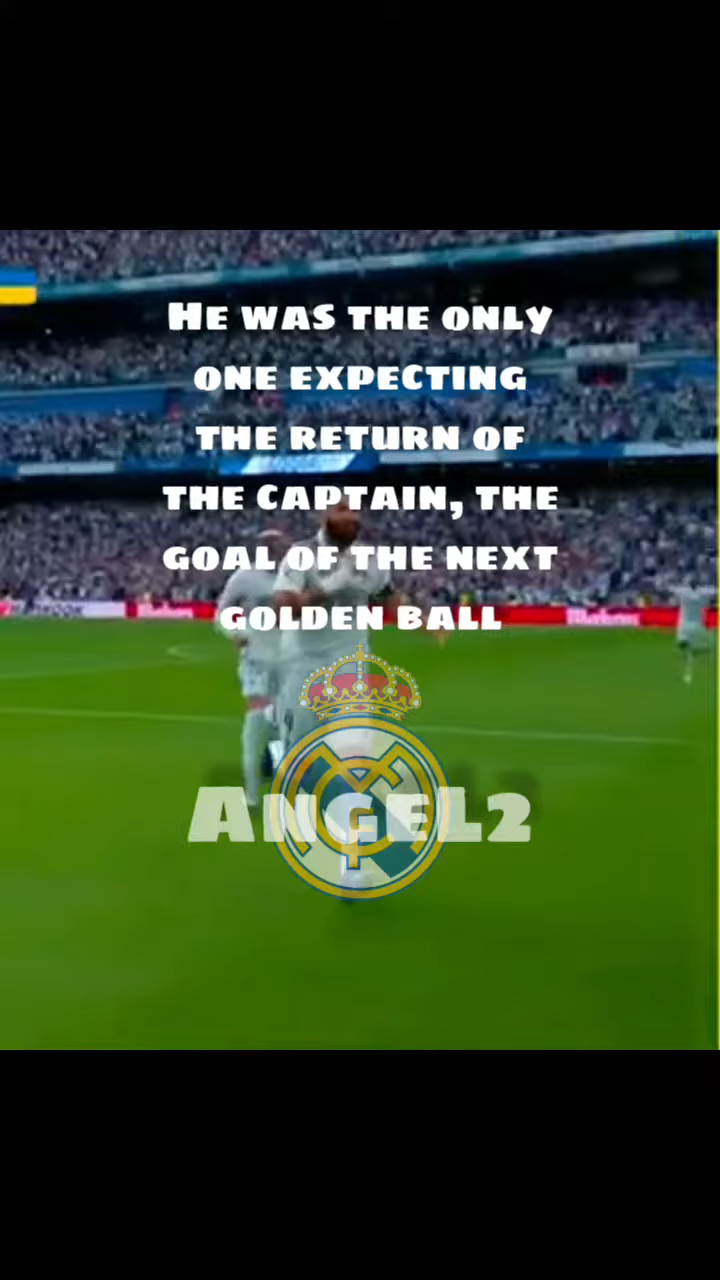 He was the only
one expecting
the return of
the captain, the
goal of the next
golden ball
Angel2
Mahou